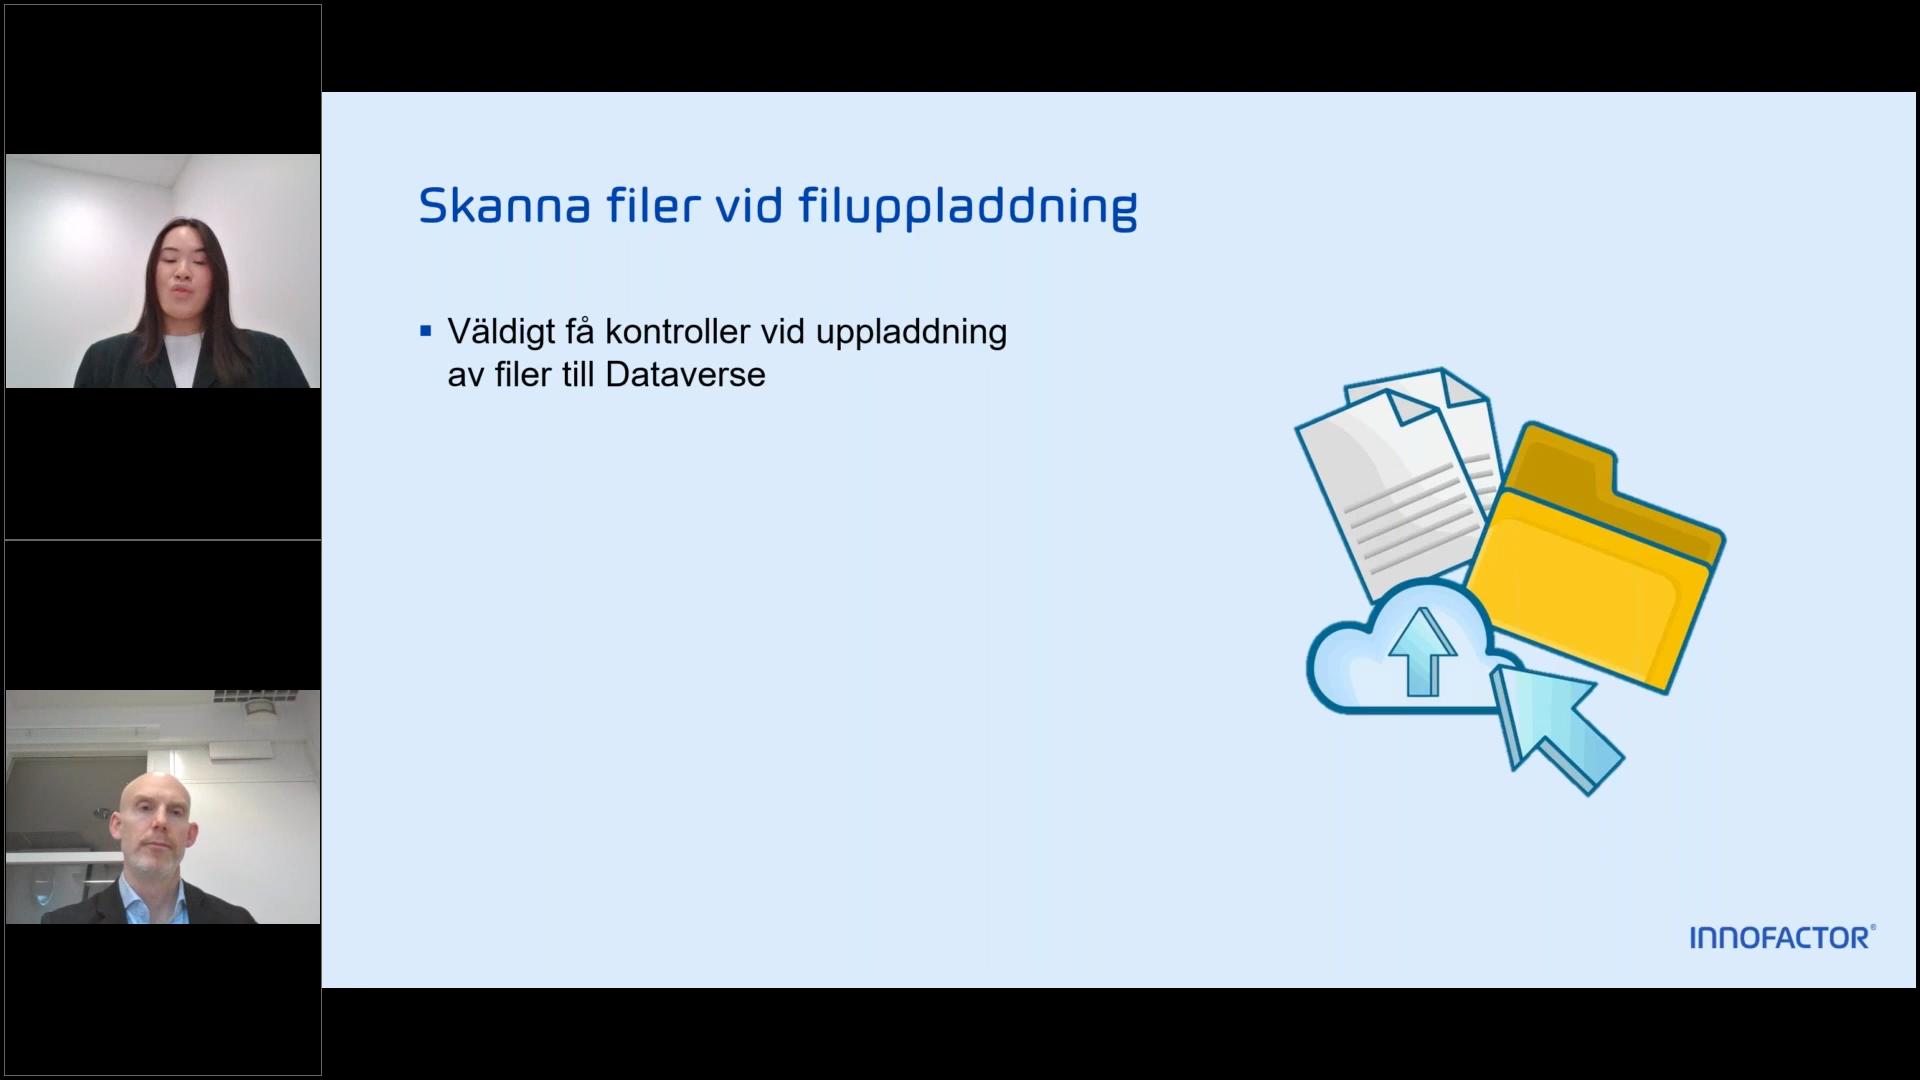 Skanna filer vid filuppladdning
▪ Väldigt få kontroller vid uppladdning
av filer till Dataverse
INNOFACTOR®